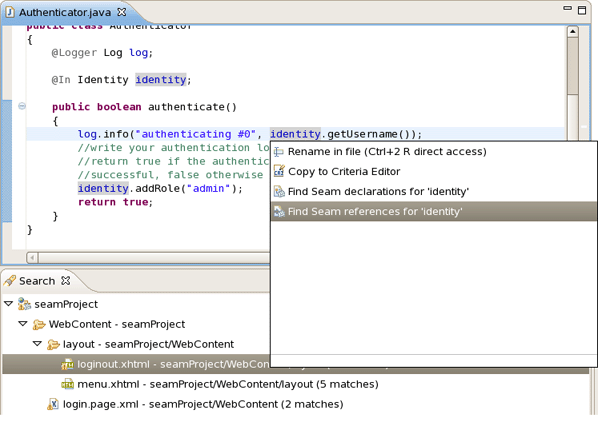 Authenticator.java
public class Authenticator
{
@Logger Log log;
@In Identity identity;
public boolean authenticate()
{
log.info("authenticating #0", identity.getUsername());
//write your authentication lo
//return true if the authentic
//successful, false otherwise
identity.addRole("admin");
return true;
}
}
Rename in file (Ctrl+2 R direct access)
Copy to Criteria Editor
Find Seam declarations for 'identity'
Find Seam references for 'identity'
Search
seamProject
WebContent - seamProject
layout - seamProject/WebContent
loginout.xhtml - seamProject/WebCon
menu.xhtml - seamProject/WebContent/layout (5 matches)
login.page.xml - seamProject/WebContent (2 matches)